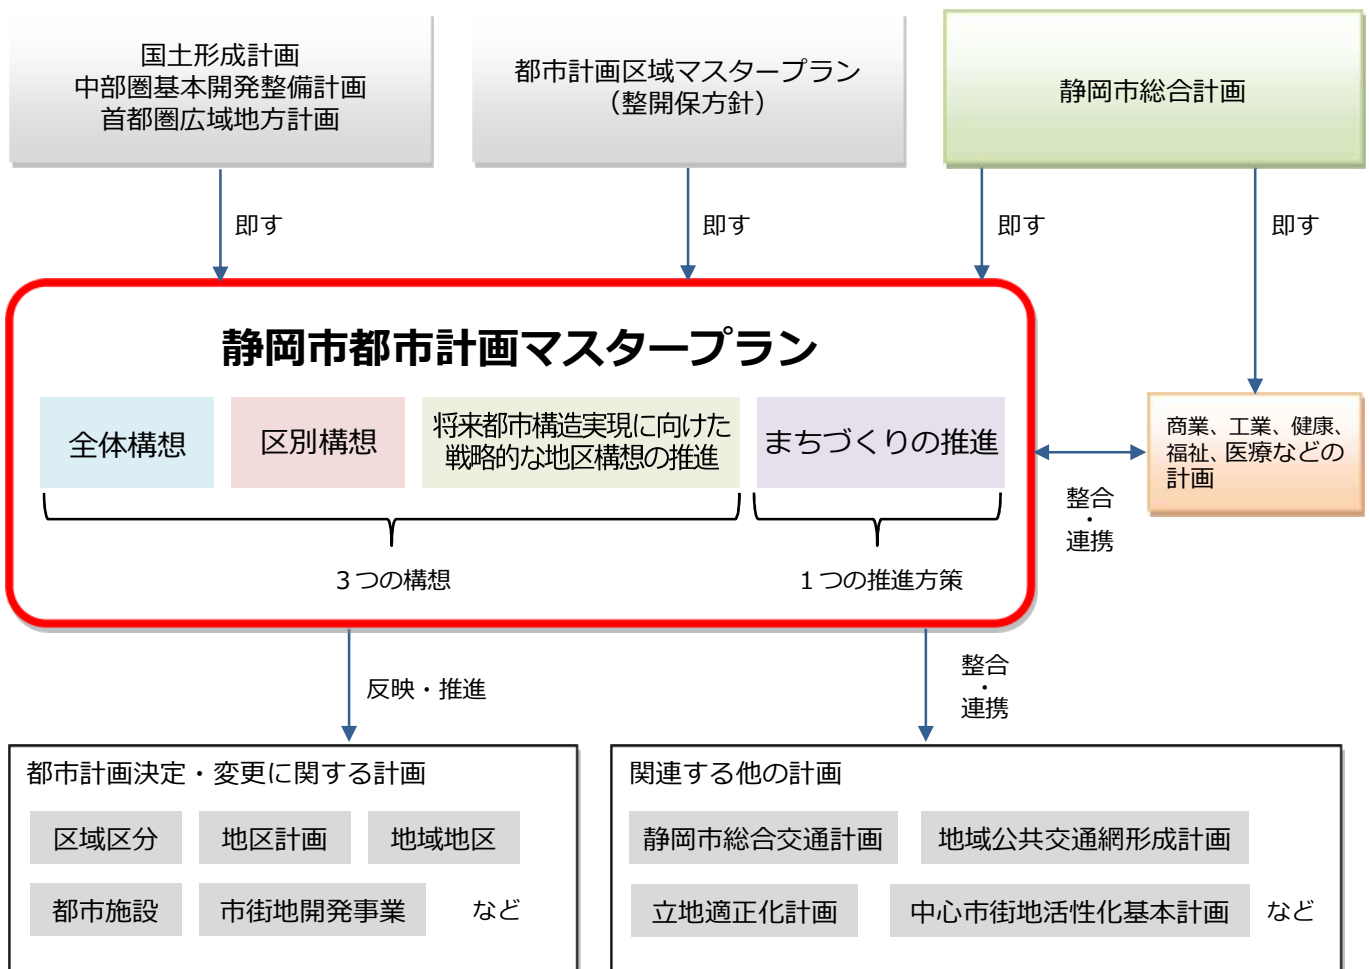 国土形成計画
中部圏基本開発整備計画
首都圏広域地方計画
都市計画区域マスタープラン
（整開保方針）
静岡市総合計画
即す
即す
即す
即す
静岡市都市計画マスタープラン
全体構想
区別構想
将来都市構造実現に向けた
戦略的な地区構想の推進
まちづくりの推進
３つの構想
１つの推進方策
整合
・
連携
商業、工業、健康、
福祉、医療などの
計画
反映・推進
整合
・
連携
都市計画決定・変更に関する計画
区域区分
地区計画
地域地区
都市施設
市街地開発事業
など
関連する他の計画
静岡市総合交通計画
地域公共交通網形成計画
立地適正化計画
中心市街地活性化基本計画
など